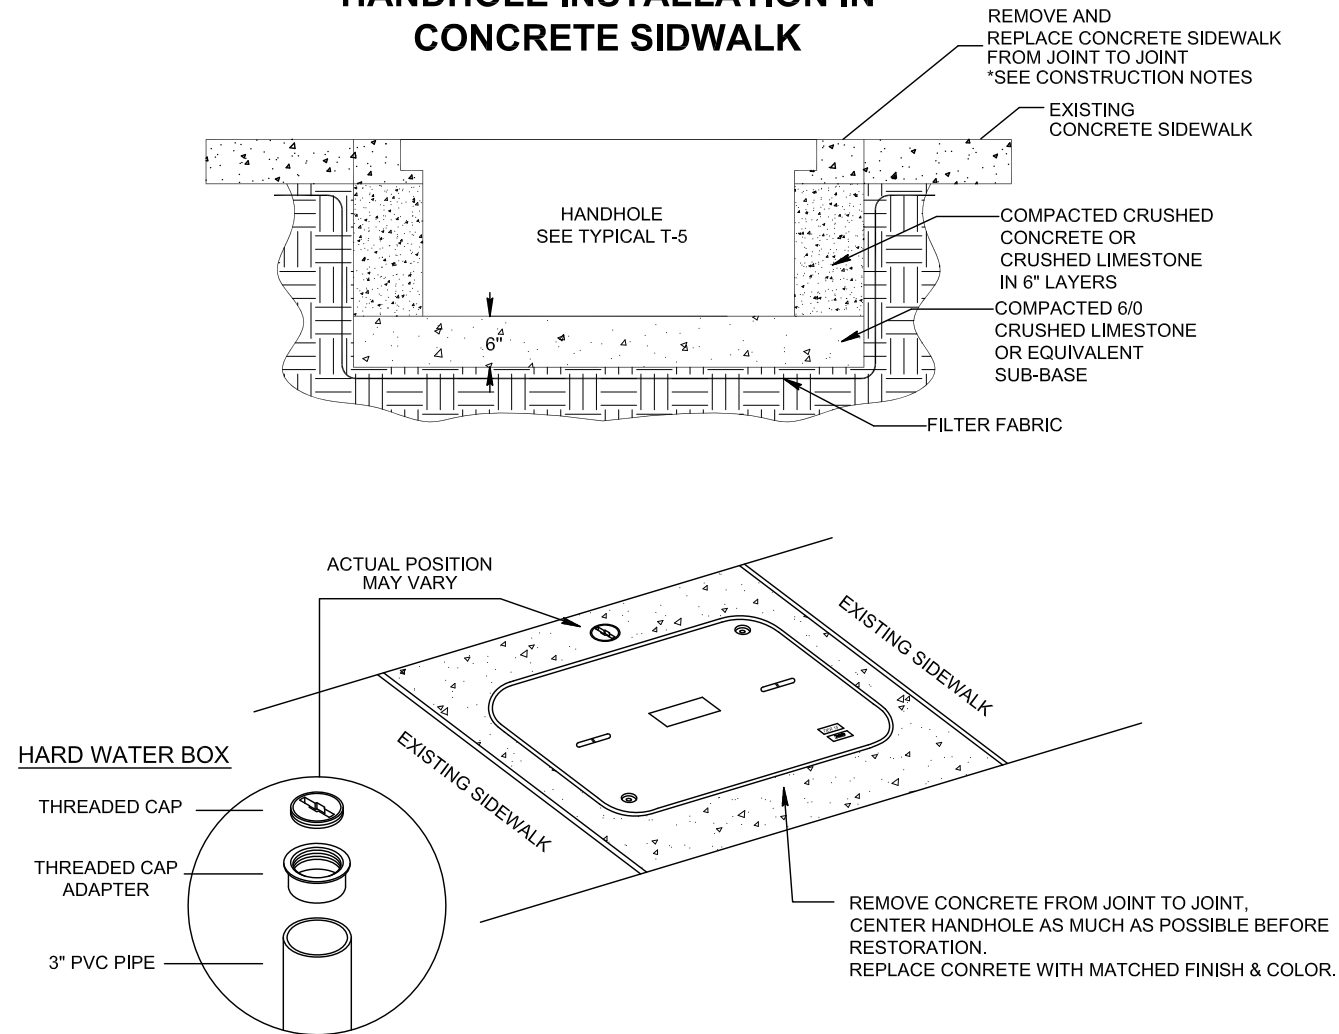 HANDHOLE INSTALLATION IN
CONCRETE SIDWALK
REMOVE AND
REPLACE CONCRETE SIDEWALK
FROM JOINT TO JOINT
*SEE CONSTRUCTION NOTES
EXISTING
CONCRETE SIDEWALK
HANDHOLE
SEE TYPICAL T-5
COMPACTED CRUSHED
CONCRETE OR
CRUSHED LIMESTONE
IN 6" LAYERS
6"
COMPACTED 6/0
CRUSHED LIMESTONE
OR EQUIVALENT
SUB-BASE
FILTER FABRIC
ACTUAL POSITION
MAY VARY
EXISTING SIDEWALK
EXISTING SIDEWALK
HARD WATER BOX
THREADED CAP
THREADED CAP
ADAPTER
3" PVC PIPE
REMOVE CONCRETE FROM JOINT TO JOINT,
CENTER HANDHOLE AS MUCH AS POSSIBLE BEFORE
RESTORATION.
REPLACE CONRETE WITH MATCHED FINISH & COLOR.